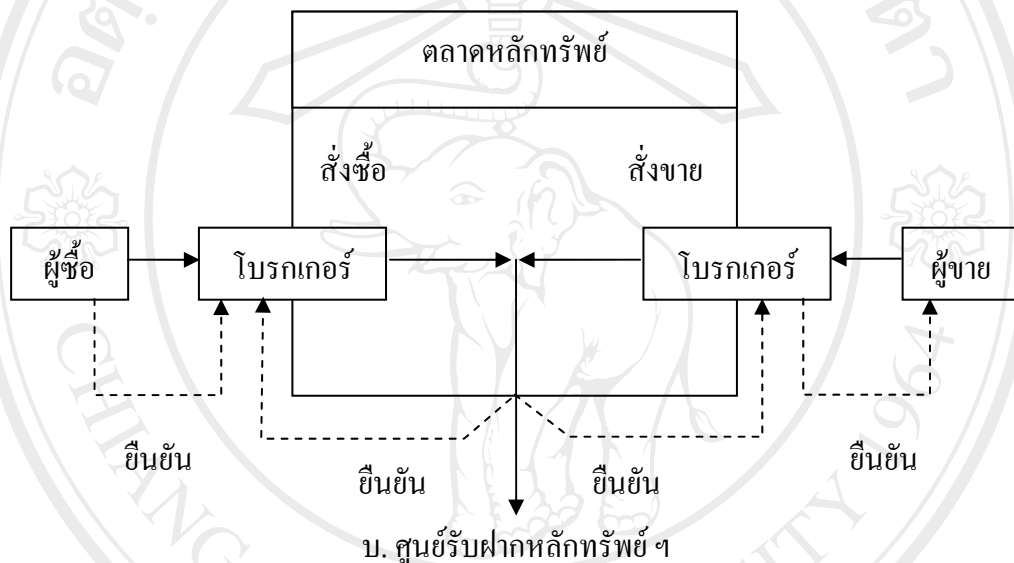 ตลาดหลักทรัพย์
สั่งซื้อ
สั่งขาย
ผู้ซื้อ
โบรกเกอร์
โบรกเกอร์
ผู้ขาย
ยืนยัน
ยืนยัน
ยืนยัน
ยืนยัน
บ. ศูนย์รับฝากหลักทรัพย์ ฯ
CHIANG
ITY 1964